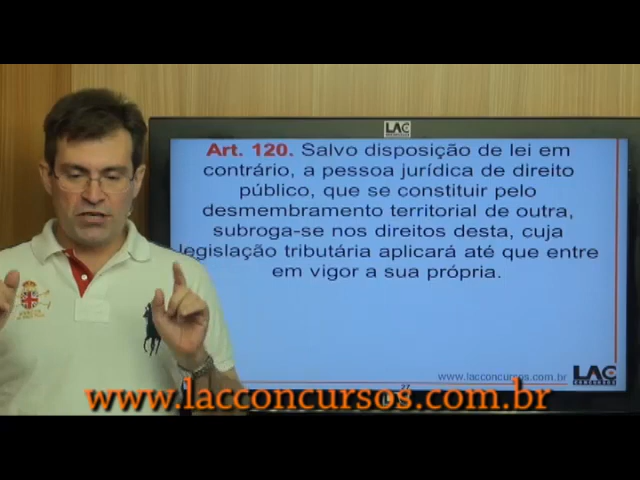 LAC
Art. 120. Salvo disposição de lei em
contrário, a pessoa jurídica de direito
público, que se constituir pelo
desmembramento territorial de outra,
subroga-se nos direitos desta, cuja
legislação tributária aplicará até que entre
em vigor a sua própria.
www.lacconcursos.com.br
LAC
CONCURSOS
27
www.lacconcursos.com.br